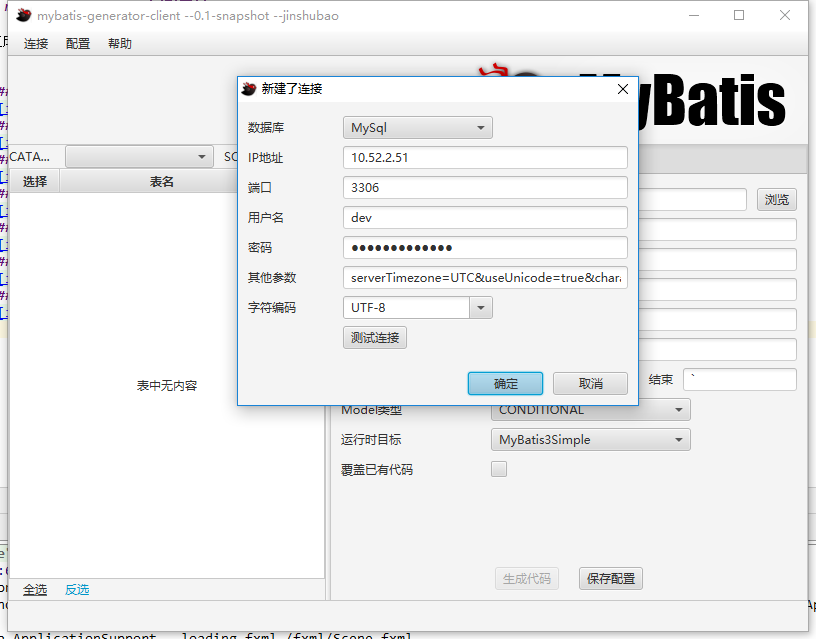 mybatis-generator-client --0.1-snapshot --jinshubao
连接 配置 帮助
MyBatis
新建了连接
数据库 MySql
IP地址 10.52.2.51
端口 3306
用户名 dev
密码 ●●●●●●●●●●●●●
其他参数 serverTimezone=UTC&useUnicode=true&chara
字符编码 UTF-8
测试连接
确定 取消
CATA...
选择 表名
表中无内容
浏览
结束 `
Model类型 CONDITIONAL
运行时目标 MyBatis3Simple
覆盖已有代码
生成代码 保存配置
全选 反选
ApplicationSupport - loading fxml /fxml/Scene.fxml